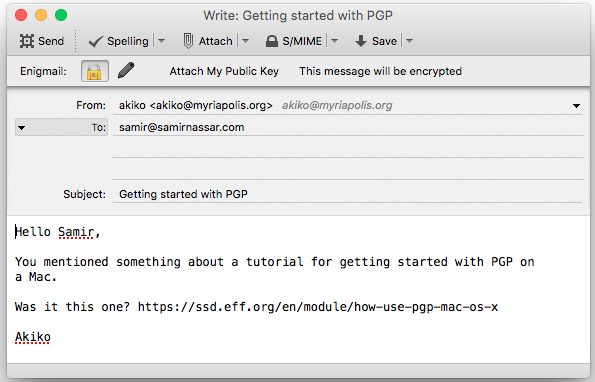 Write: Getting started with PGP
Send Spelling Attach S/MIME Save
Enigmail: Attach My Public Key This message will be encrypted
From: akiko <akiko@myriapolis.org> akiko@myriapolis.org
To: samir@samirnassar.com
Subject: Getting started with PGP
Hello Samir,
You mentioned something about a tutorial for getting started with PGP on
a Mac.
Was it this one? https://ssd.eff.org/en/module/how-use-pgp-mac-os-x
Akiko